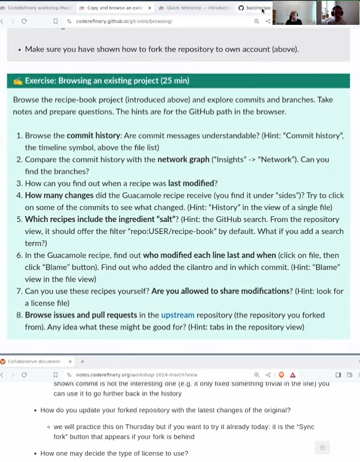 CodeRefinery workshop Mar
Copy and browse an exi
Quick reference — introducti
codereficery.github.io/git-intro/browsing/
• Make sure you have shown how to fork the repository to own account (above).
Exercise: Browsing an existing project (25 min)
Browse the recipe-book project (introduced above) and explore commits and branches. Take
notes and prepare questions. The hints are for the GitHub path in the browser.
1. Browse the commit history: Are commit messages understandable? (Hint: "Commit history",
the timeline symbol, above the file list)
2. Compare the commit history with the network graph ("Insights" -> "Network"). Can you
find the branches?
3. How can you find out when a recipe was last modified?
4. How many changes did the Guacamole recipe receive (you find it under "sides")? Try to click
on some of the commits to see what changed. (Hint: "History" in the view of a single file)
5. Which recipes include the ingredient "salt"? (Hint: the GitHub search. From the repository
view, it should offer the filter "repo:USER/recipe-book" by default. What if you add a search
term?)
6. In the Guacamole recipe, find out who modified each line last and when (click on file, then
click "Blame" button). Find out who added the cilantro and in which commit. (Hint: "Blame"
view in the file view)
7. Can you use these recipes yourself? Are you allowed to share modifications? (Hint: look for
a license file)
8. Browse issues and pull requests in the upstream repository (the repository you forked
from). Any idea what these might be good for? (Hint: tabs in the repository view)
Collaborative document
notes.coderefinery.org/workshop-2024-march?view
shown commit is not the interesting one (e.g. it only fixed something trivial in the line) you
can use it to go further back in the history
• How do you update your forked repository with the latest changes of the original?
we will practice this on Thursday but if you want to try it already today: it is the "Sync
fork" button that appears if your fork is behind
• How one may decide the type of license to use?